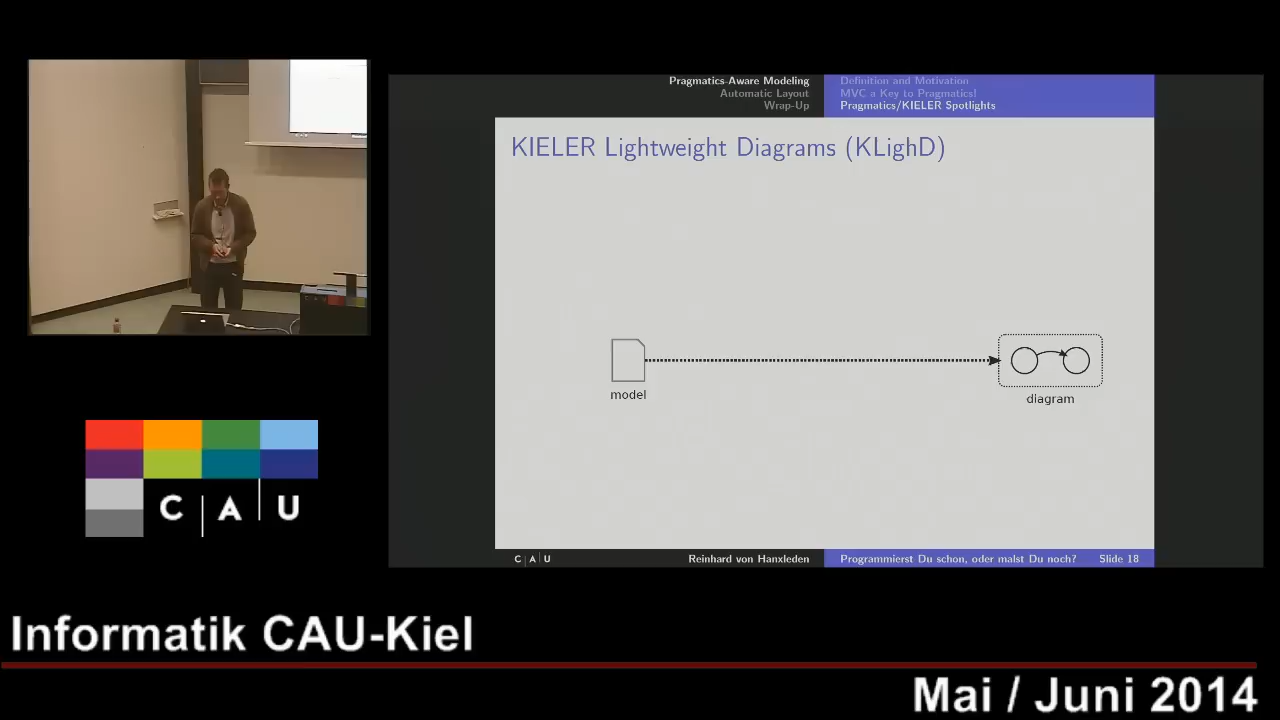 Pragmatics-Aware Modeling
Automatic Layout
Wrap-Up
Definition and Motivation
MVC a Key to Pragmatics!
Pragmatics/KIELER Spotlights
KIELER Lightweight Diagrams (KLighD)
model
diagram
C A U
Reinhard von Hanxleden
Programmierst Du schon, oder malst Du noch?
Slide 18
C A U
Informatik CAU-Kiel
Mai / Juni 2014